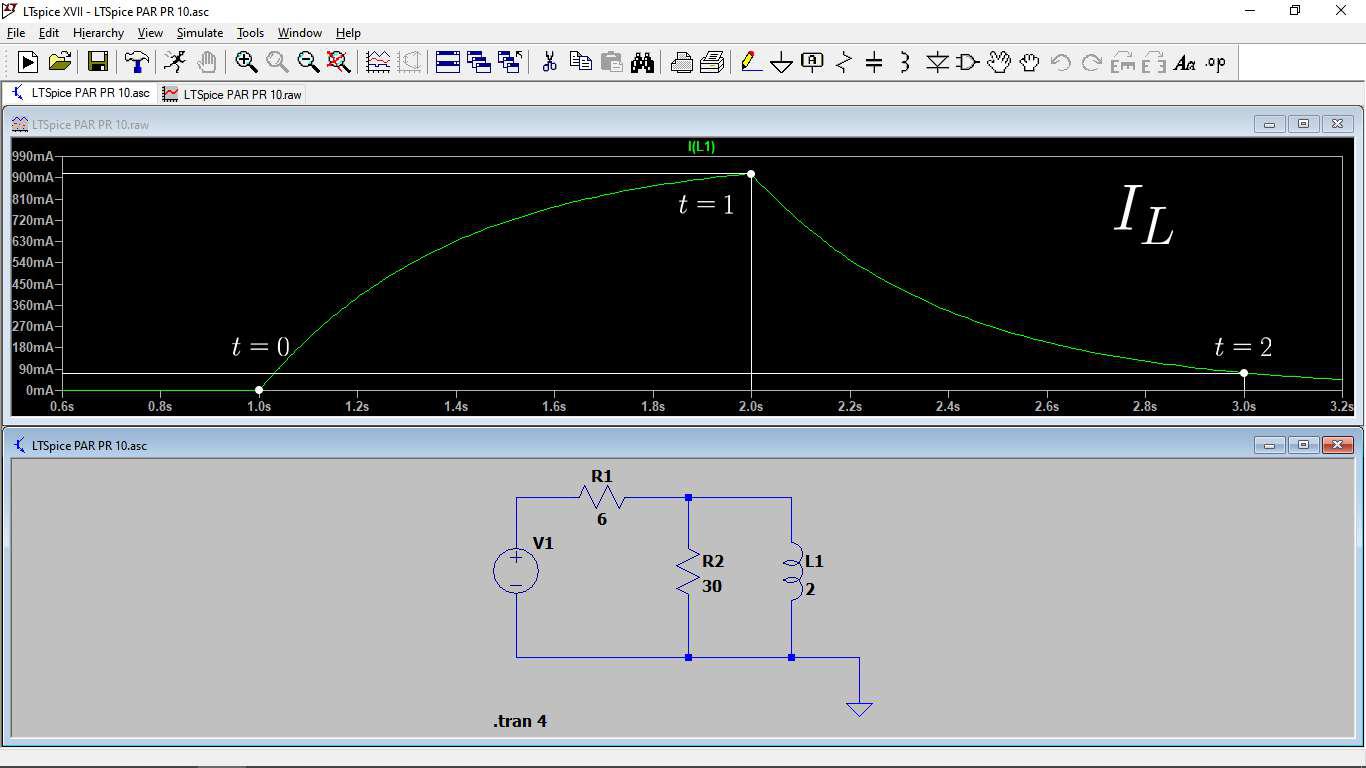 LTspice XVII - LTSpice PAR PR 10.asc
File Edit Hierarchy View Simulate Tools Window Help
A Aa .op
LTSpice PAR PR 10.asc LTSpice PAR PR 10.raw
LTSpice PAR PR 10.raw
I(L1)
990mA
900mA
810mA
720mA
630mA
540mA
450mA
360mA
270mA
180mA
90mA
0mA
t = 1
I_L
t = 0
t = 2
0.6s 0.8s 1.0s 1.2s 1.4s 1.6s 1.8s 2.0s 2.2s 2.4s 2.6s 2.8s 3.0s 3.2s
LTSpice PAR PR 10.asc
R1
6
V1
R2
30
L1
2
.tran 4